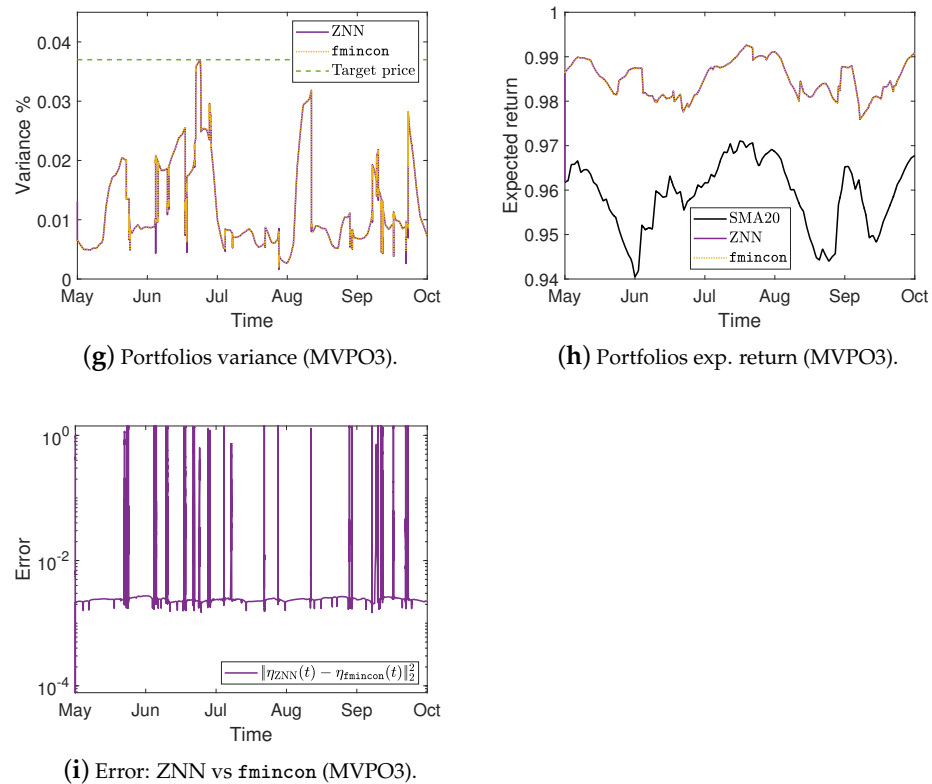 0.04
0.03
0.02
0.01
0
Variance %
ZNN
fmincon
Target price
May Jun Jul Aug Sep Oct
Time
(g) Portfolios variance (MVPO3).
1
0.99
0.98
0.97
0.96
0.95
0.94
Expected return
SMA20
ZNN
fmincon
May Jun Jul Aug Sep Oct
Time
(h) Portfolios exp. return (MVPO3).
10^0
10^-2
10^-4
Error
‖η_ZNN(t) − η_fmincon(t)‖_2^2
May Jun Jul Aug Sep Oct
Time
(i) Error: ZNN vs fmincon (MVPO3).